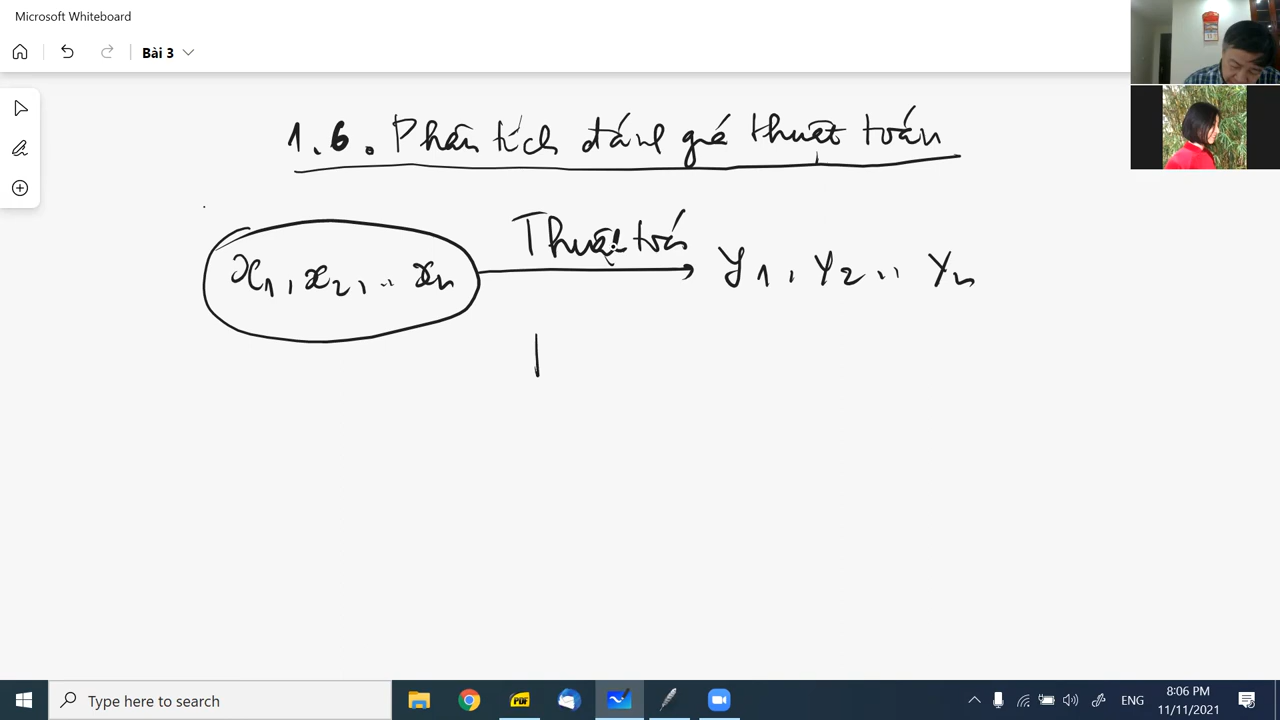 Microsoft Whiteboard
Bài 3
1.6. Phân tích đánh giá thuật toán
Thuật toán
x₁, x₂, .. xₙ
y₁, y₂ .. yₙ
Type here to search
PDF
ENG
8:06 PM
11/11/2021